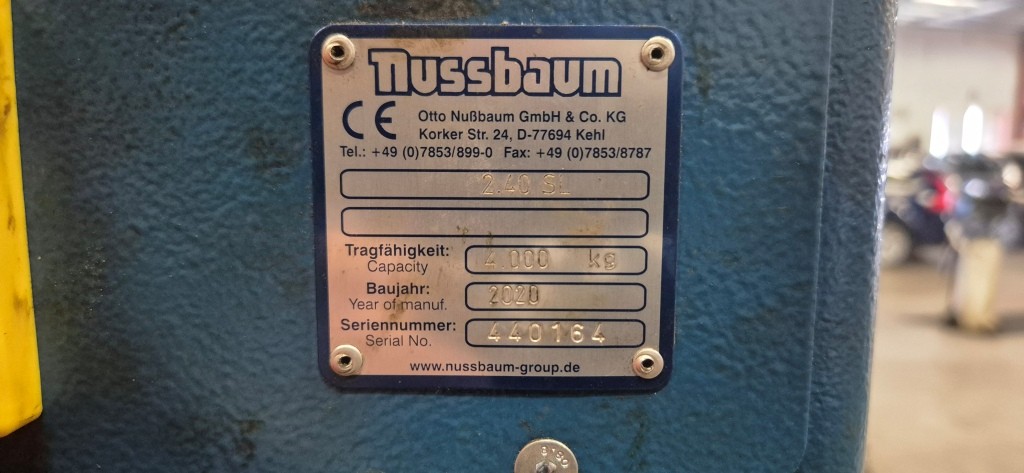 Nussbaum
CE
Otto Nußbaum GmbH & Co. KG
Korker Str. 24, D-77694 Kehl
Tel.: +49 (0)7853/899-0 Fax: +49 (0)7853/8787
2.40 SL
Tragfähigkeit: 4.000 kg
Capacity
Baujahr: 2020
Year of manuf.
Seriennummer: 440164
Serial No.
www.nussbaum-group.de